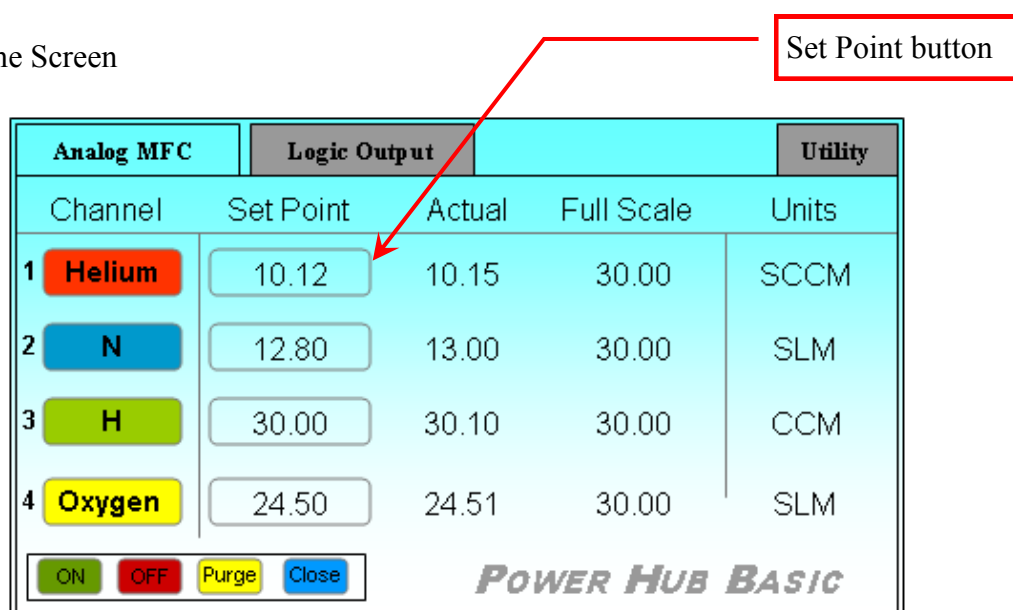 Set Point button
ne Screen
Analog MFC Logic Output Utility
Channel Set Point Actual Full Scale Units
1 Helium 10.12 10.15 30.00 SCCM
2 N 12.80 13.00 30.00 SLM
3 H 30.00 30.10 30.00 CCM
4 Oxygen 24.50 24.51 30.00 SLM
ON OFF Purge Close POWER HUB BASIC